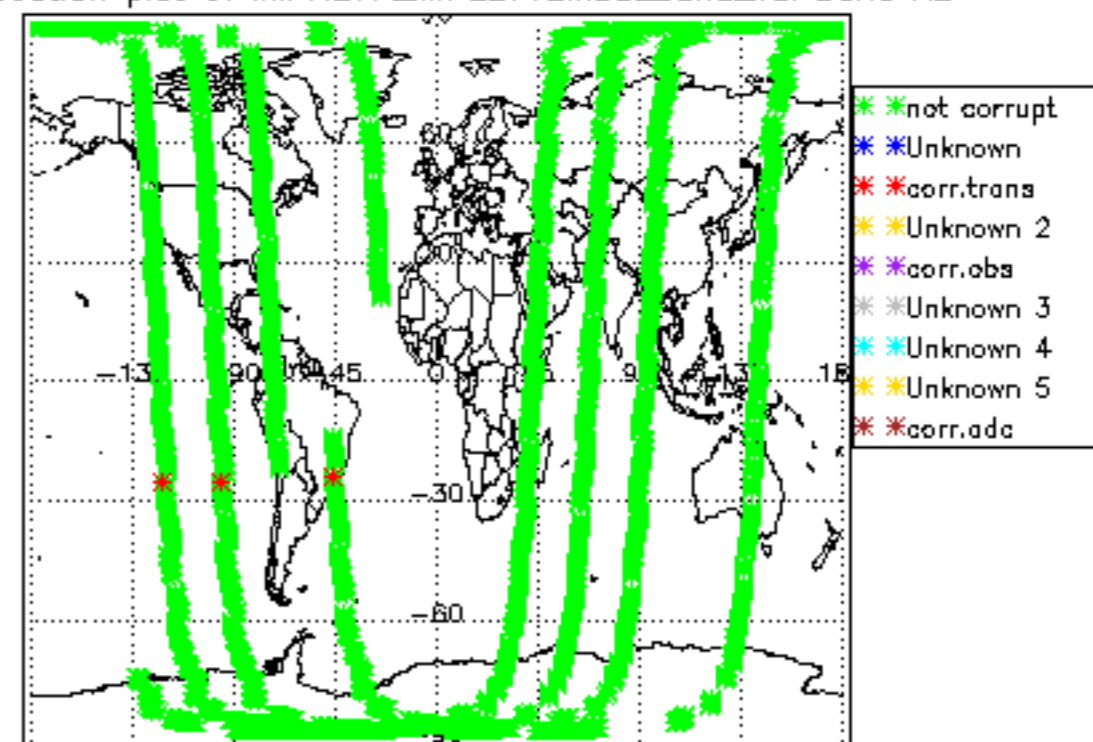 60
-13 -90 -45 0 9 13 18
-30
-60
not corrupt
Unknown
corr.trans
Unknown 2
corr.obs
Unknown 3
Unknown 4
Unknown 5
corr.adc